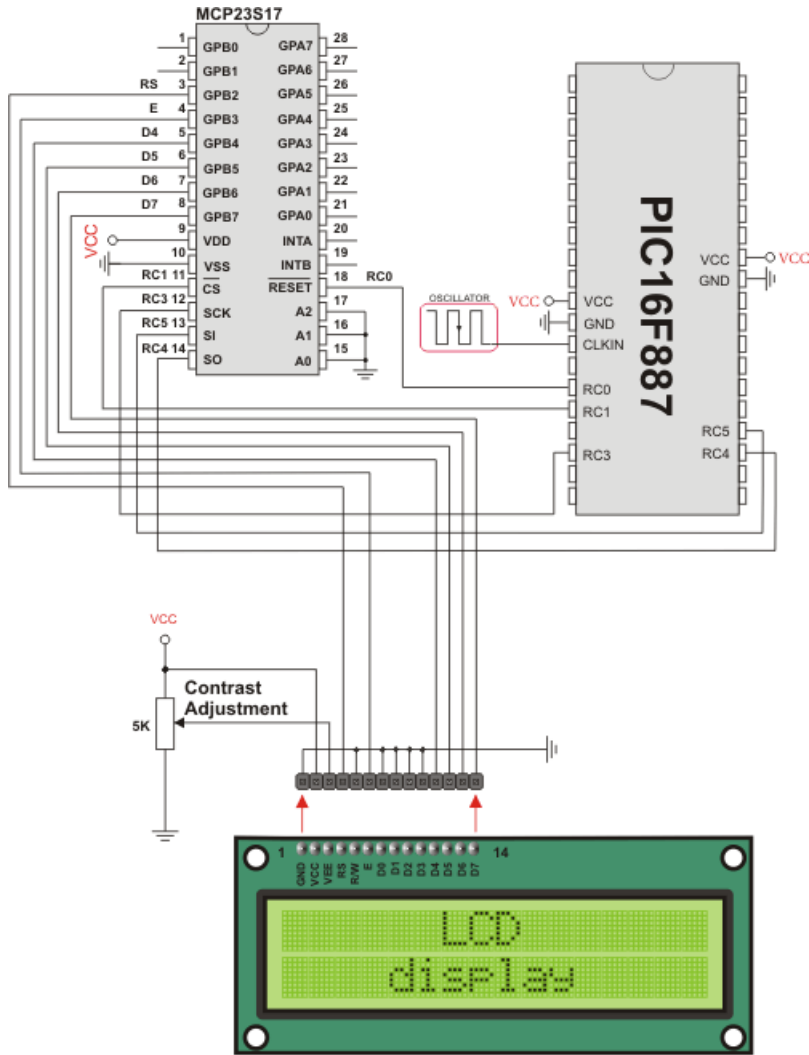 MCP23S17
1 GPB0 GPA7 28
2 GPB1 GPA6 27
RS 3 GPB2 GPA5 26
E 4 GPB3 GPA4 25
D4 5 GPB4 GPA3 24
D5 6 GPB5 GPA2 23
D6 7 GPB6 GPA1 22
D7 8 GPB7 GPA0 21
VCC 9 VDD INTA 20
10 VSS INTB 19
RC1 11 CS RESET 18 RC0
RC3 12 SCK A2 17
RC5 13 SI A1 16
RC4 14 SO A0 15
PIC16F887
VCC VCC
GND
OSCILLATOR
VCC VCC
GND
CLKIN
RC0
RC1
RC5
RC3 RC4
VCC
Contrast
Adjustment
5K
1 14
GND VCC VEE RS R/W E D0 D1 D2 D3 D4 D5 D6 D7
LCD
display